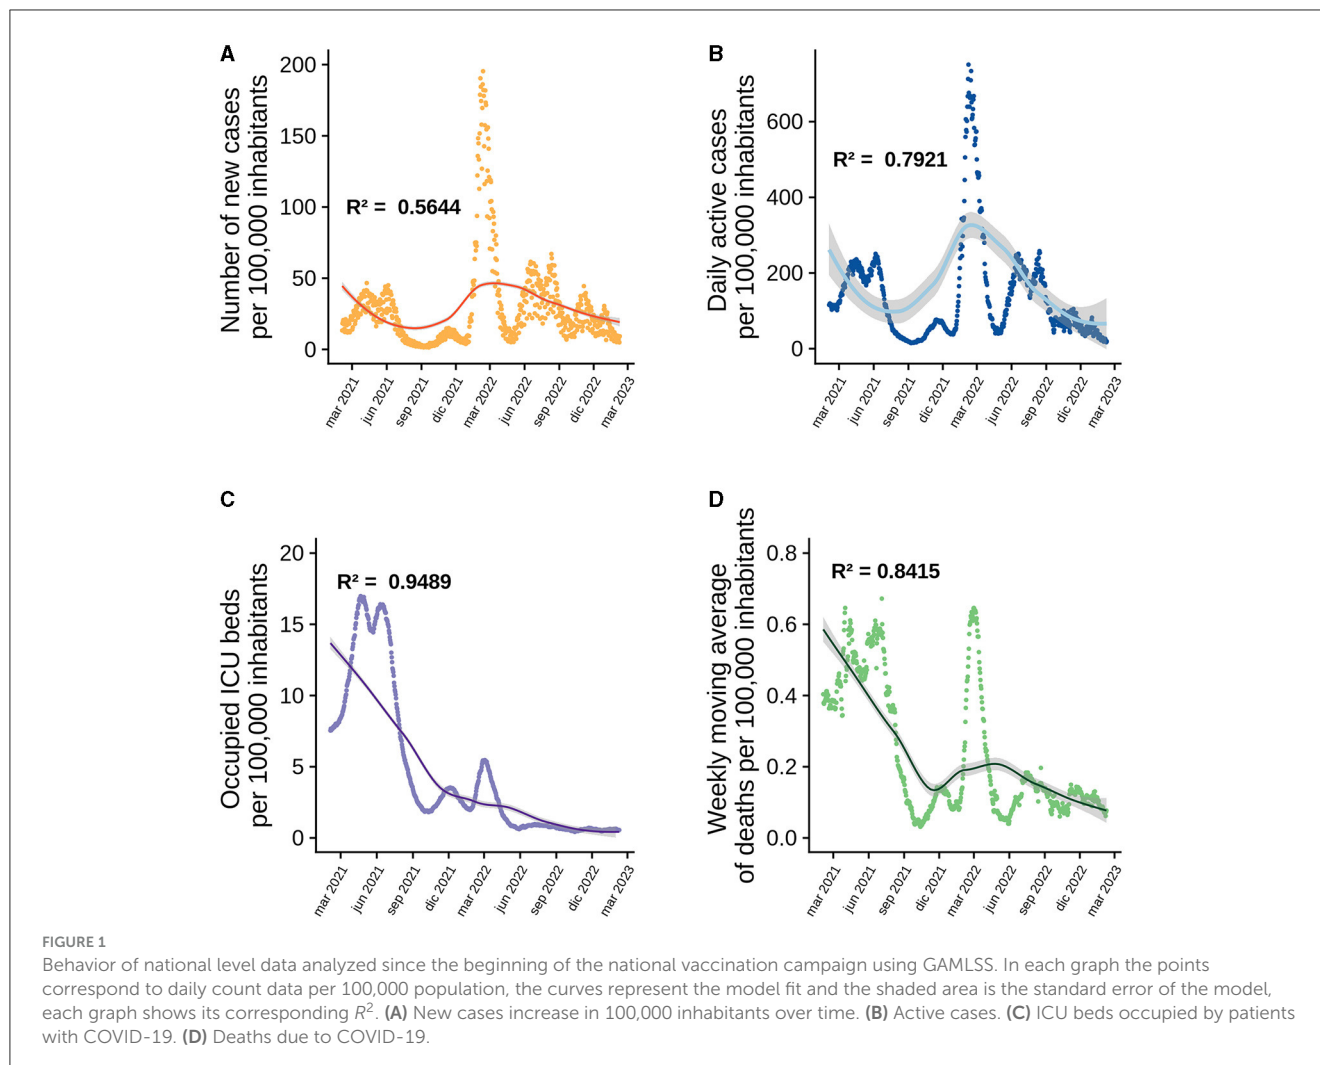 A
Number of new cases
per 100,000 inhabitants
200
150
100
50
0
R² = 0.5644
mar 2021
jun 2021
sep 2021
dic 2021
mar 2022
jun 2022
sep 2022
dic 2022
mar 2023
B
Daily active cases
per 100,000 inhabitants
600
400
200
0
R² = 0.7921
mar 2021
jun 2021
sep 2021
dic 2021
mar 2022
jun 2022
sep 2022
dic 2022
mar 2023
C
Occupied ICU beds
per 100,000 inhabitants
20
15
10
5
0
R² = 0.9489
mar 2021
jun 2021
sep 2021
dic 2021
mar 2022
jun 2022
sep 2022
dic 2022
mar 2023
D
Weekly moving average
of deaths per 100,000 inhabitants
0.8
0.6
0.4
0.2
0.0
R² = 0.8415
mar 2021
jun 2021
sep 2021
dic 2021
mar 2022
jun 2022
sep 2022
dic 2022
mar 2023
FIGURE 1
Behavior of national level data analyzed since the beginning of the national vaccination campaign using GAMLSS. In each graph the points
correspond to daily count data per 100,000 population, the curves represent the model fit and the shaded area is the standard error of the model,
each graph shows its corresponding R². (A) New cases increase in 100,000 inhabitants over time. (B) Active cases. (C) ICU beds occupied by patients
with COVID-19. (D) Deaths due to COVID-19.